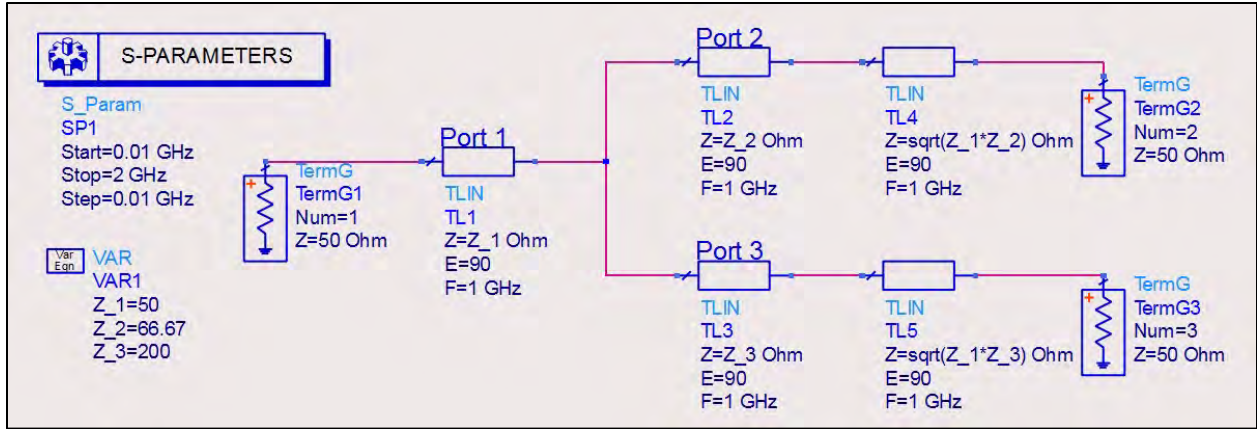 S-PARAMETERS
S_Param
SP1
Start=0.01 GHz
Stop=2 GHz
Step=0.01 GHz
Var
Eqn
VAR
VAR1
Z_1=50
Z_2=66.67
Z_3=200
TermG
TermG1
Num=1
Z=50 Ohm
Port 1
TLIN
TL1
Z=Z_1 Ohm
E=90
F=1 GHz
Port 2
TLIN
TL2
Z=Z_2 Ohm
E=90
F=1 GHz
TLIN
TL4
Z=sqrt(Z_1*Z_2) Ohm
E=90
F=1 GHz
TermG
TermG2
Num=2
Z=50 Ohm
Port 3
TLIN
TL3
Z=Z_3 Ohm
E=90
F=1 GHz
TLIN
TL5
Z=sqrt(Z_1*Z_3) Ohm
E=90
F=1 GHz
TermG
TermG3
Num=3
Z=50 Ohm